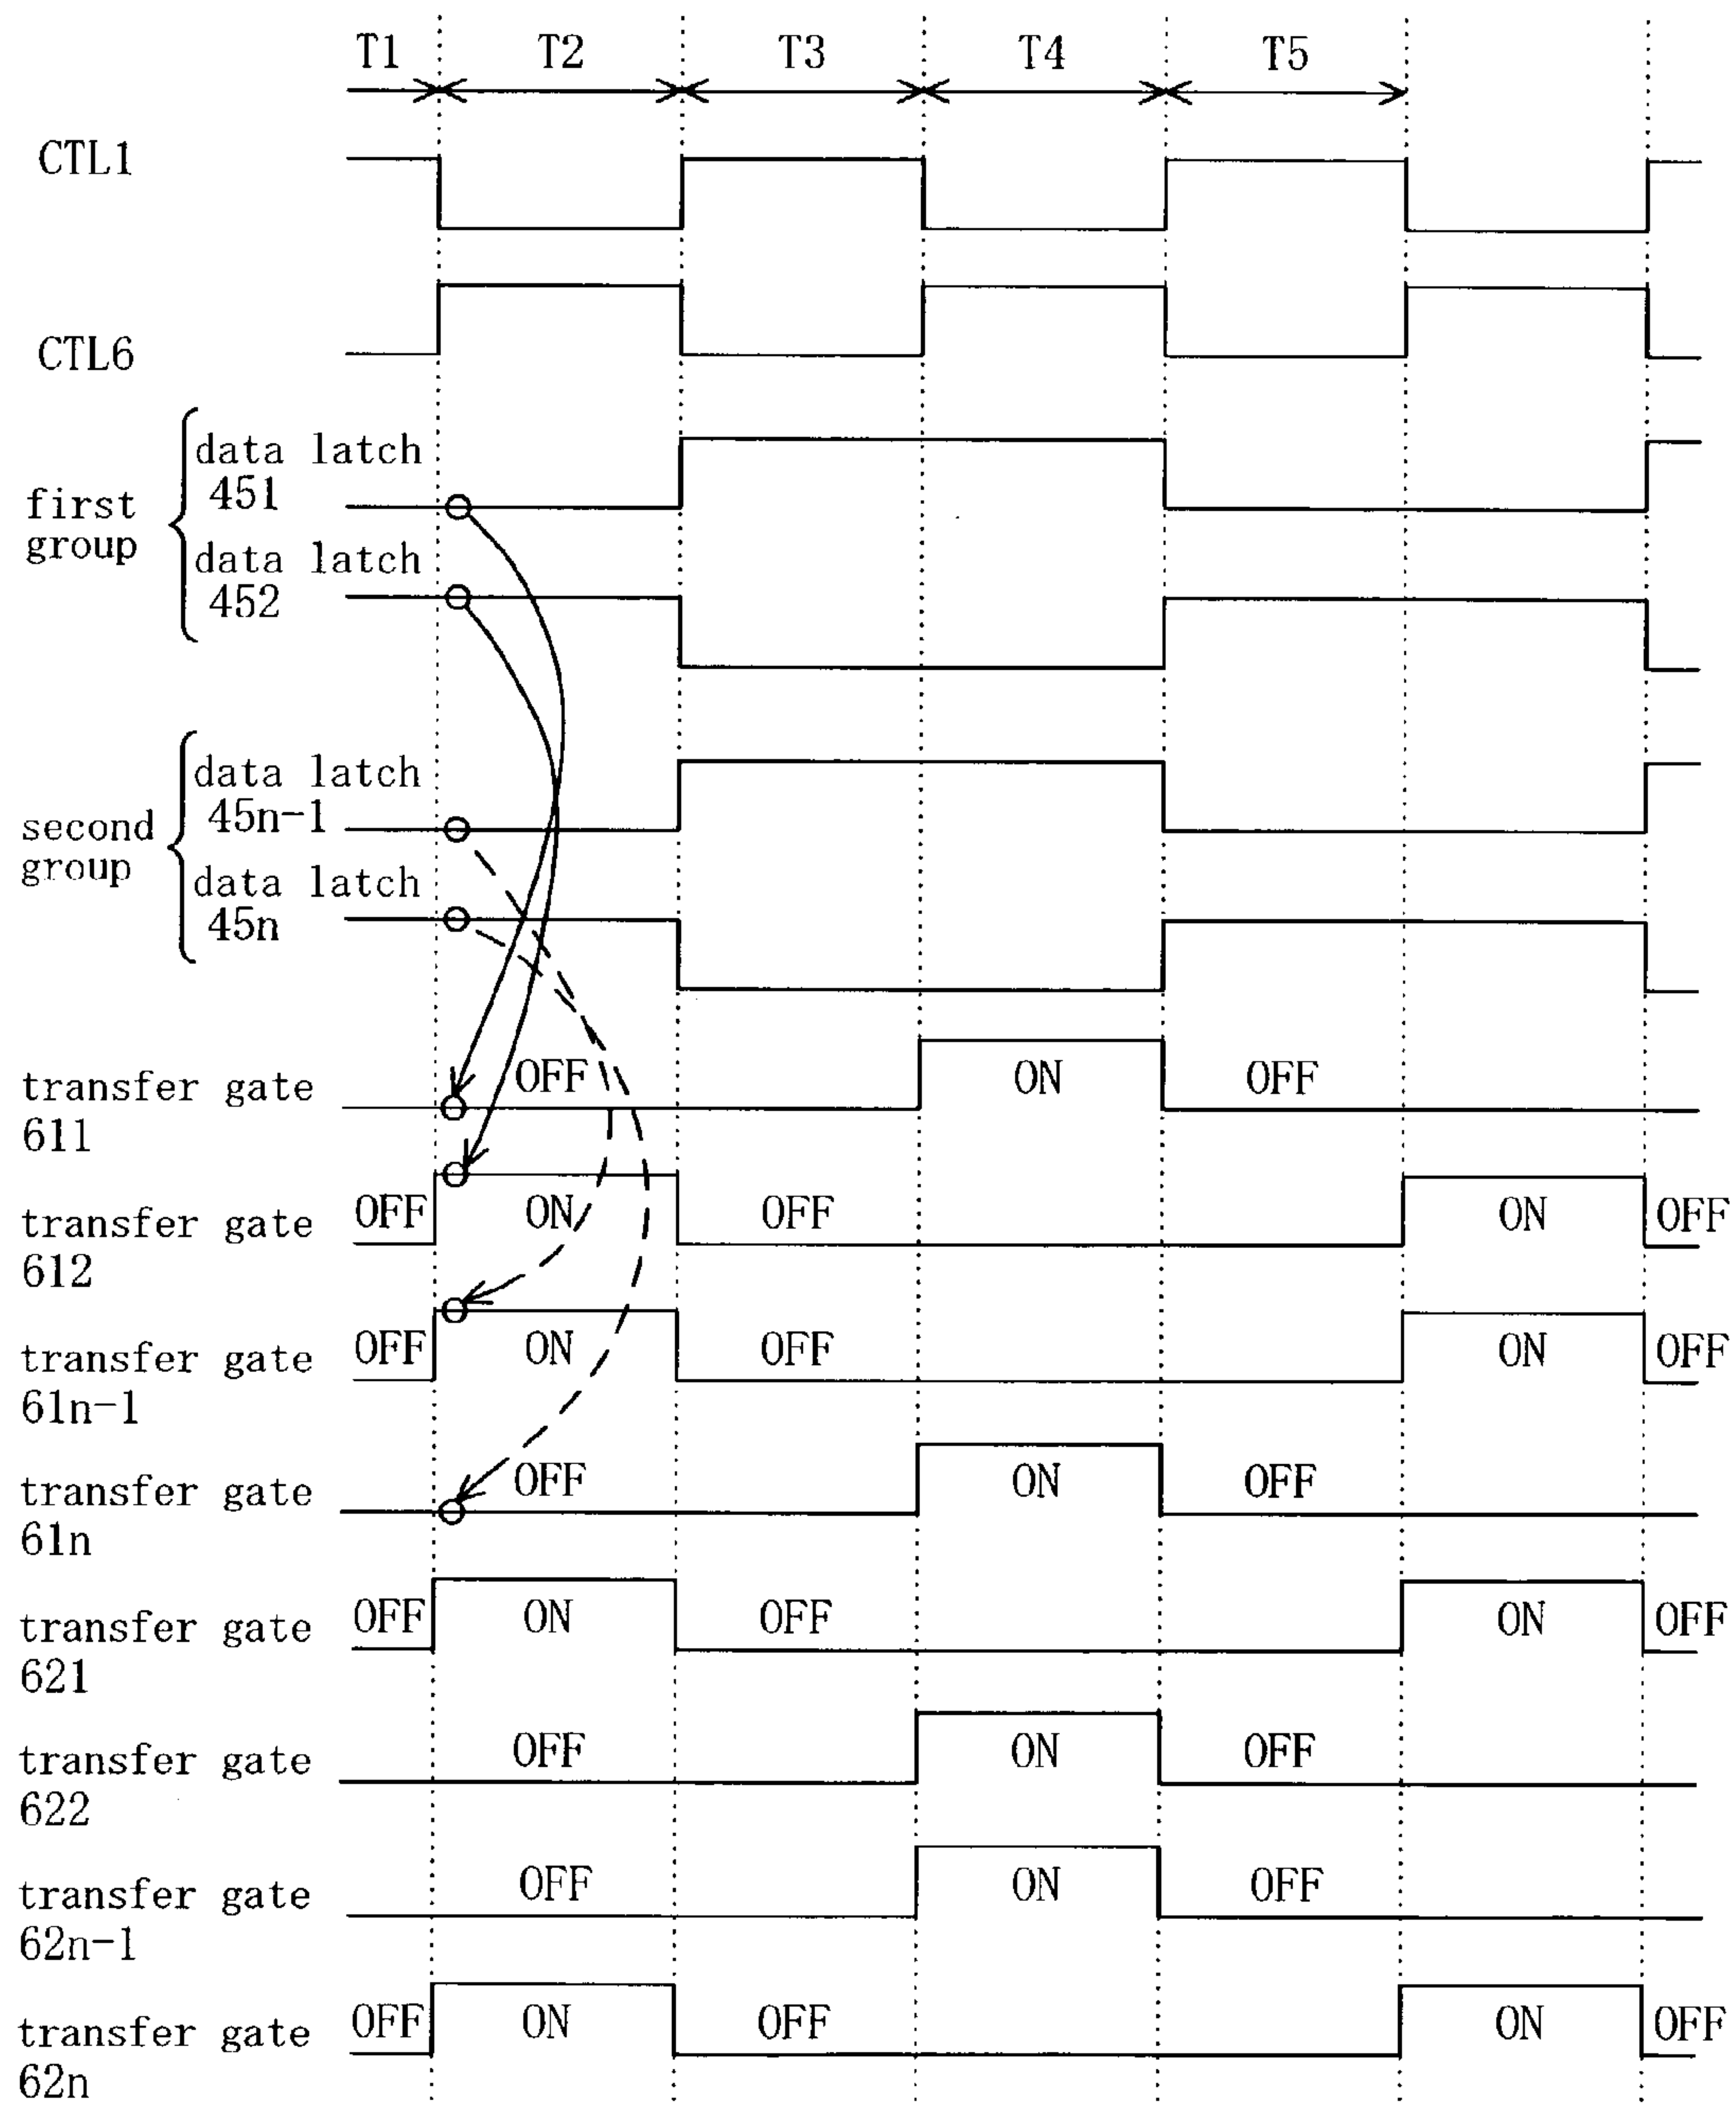 T1 T2 T3 T4 T5
CTL1
CTL6
first
group
data latch
451
data latch
452
second
group
data latch
45n-1
data latch
45n
transfer gate
611
OFF ON OFF
transfer gate
612
OFF ON OFF ON OFF
transfer gate
61n-1
OFF ON OFF ON OFF
transfer gate
61n
OFF ON OFF
transfer gate
621
OFF ON OFF ON OFF
transfer gate
622
OFF ON OFF
transfer gate
62n-1
OFF ON OFF
transfer gate
62n
OFF ON OFF ON OFF